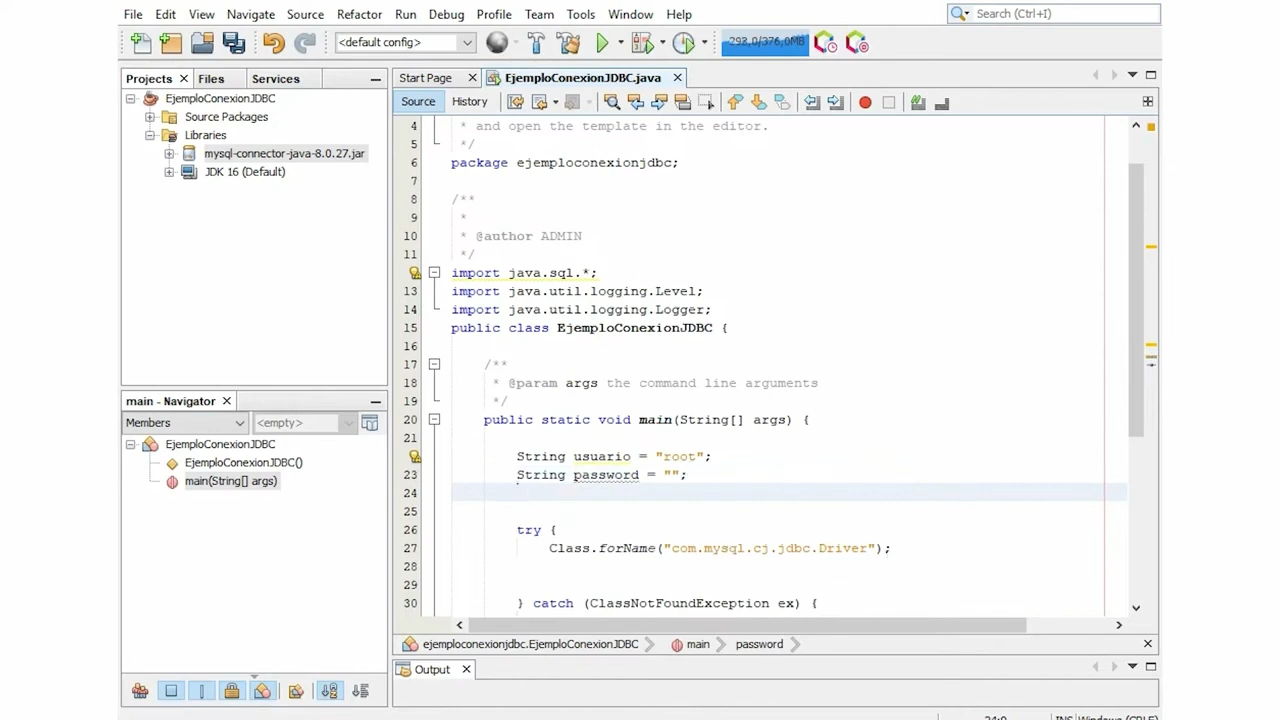 File Edit View Navigate Source Refactor Run Debug Profile Team Tools Window Help
Search (Ctrl+I)
<default config>
292,0/376,0MB
Projects Files Services
EjemploConexionJDBC
Source Packages
Libraries
mysql-connector-java-8.0.27.jar
JDK 16 (Default)
main - Navigator
Members
<empty>
EjemploConexionJDBC
EjemploConexionJDBC()
main(String[] args)
Start Page EjemploConexionJDBC.java
Source History
4 * and open the template in the editor.
5 */
6 package ejemploconexionjdbc;
7
8 /**
9 *
10 * @author ADMIN
11 */
import java.sql.*;
13 import java.util.logging.Level;
14 import java.util.logging.Logger;
15 public class EjemploConexionJDBC {
16
17 /**
18 * @param args the command line arguments
19 */
20 public static void main(String[] args) {
21
String usuario = "root";
23 String password = "";
24
25
26 try {
27 Class.forName("com.mysql.cj.jdbc.Driver");
28
29
30 } catch (ClassNotFoundException ex) {
ejemploconexionjdbc.EjemploConexionJDBC main password
Output